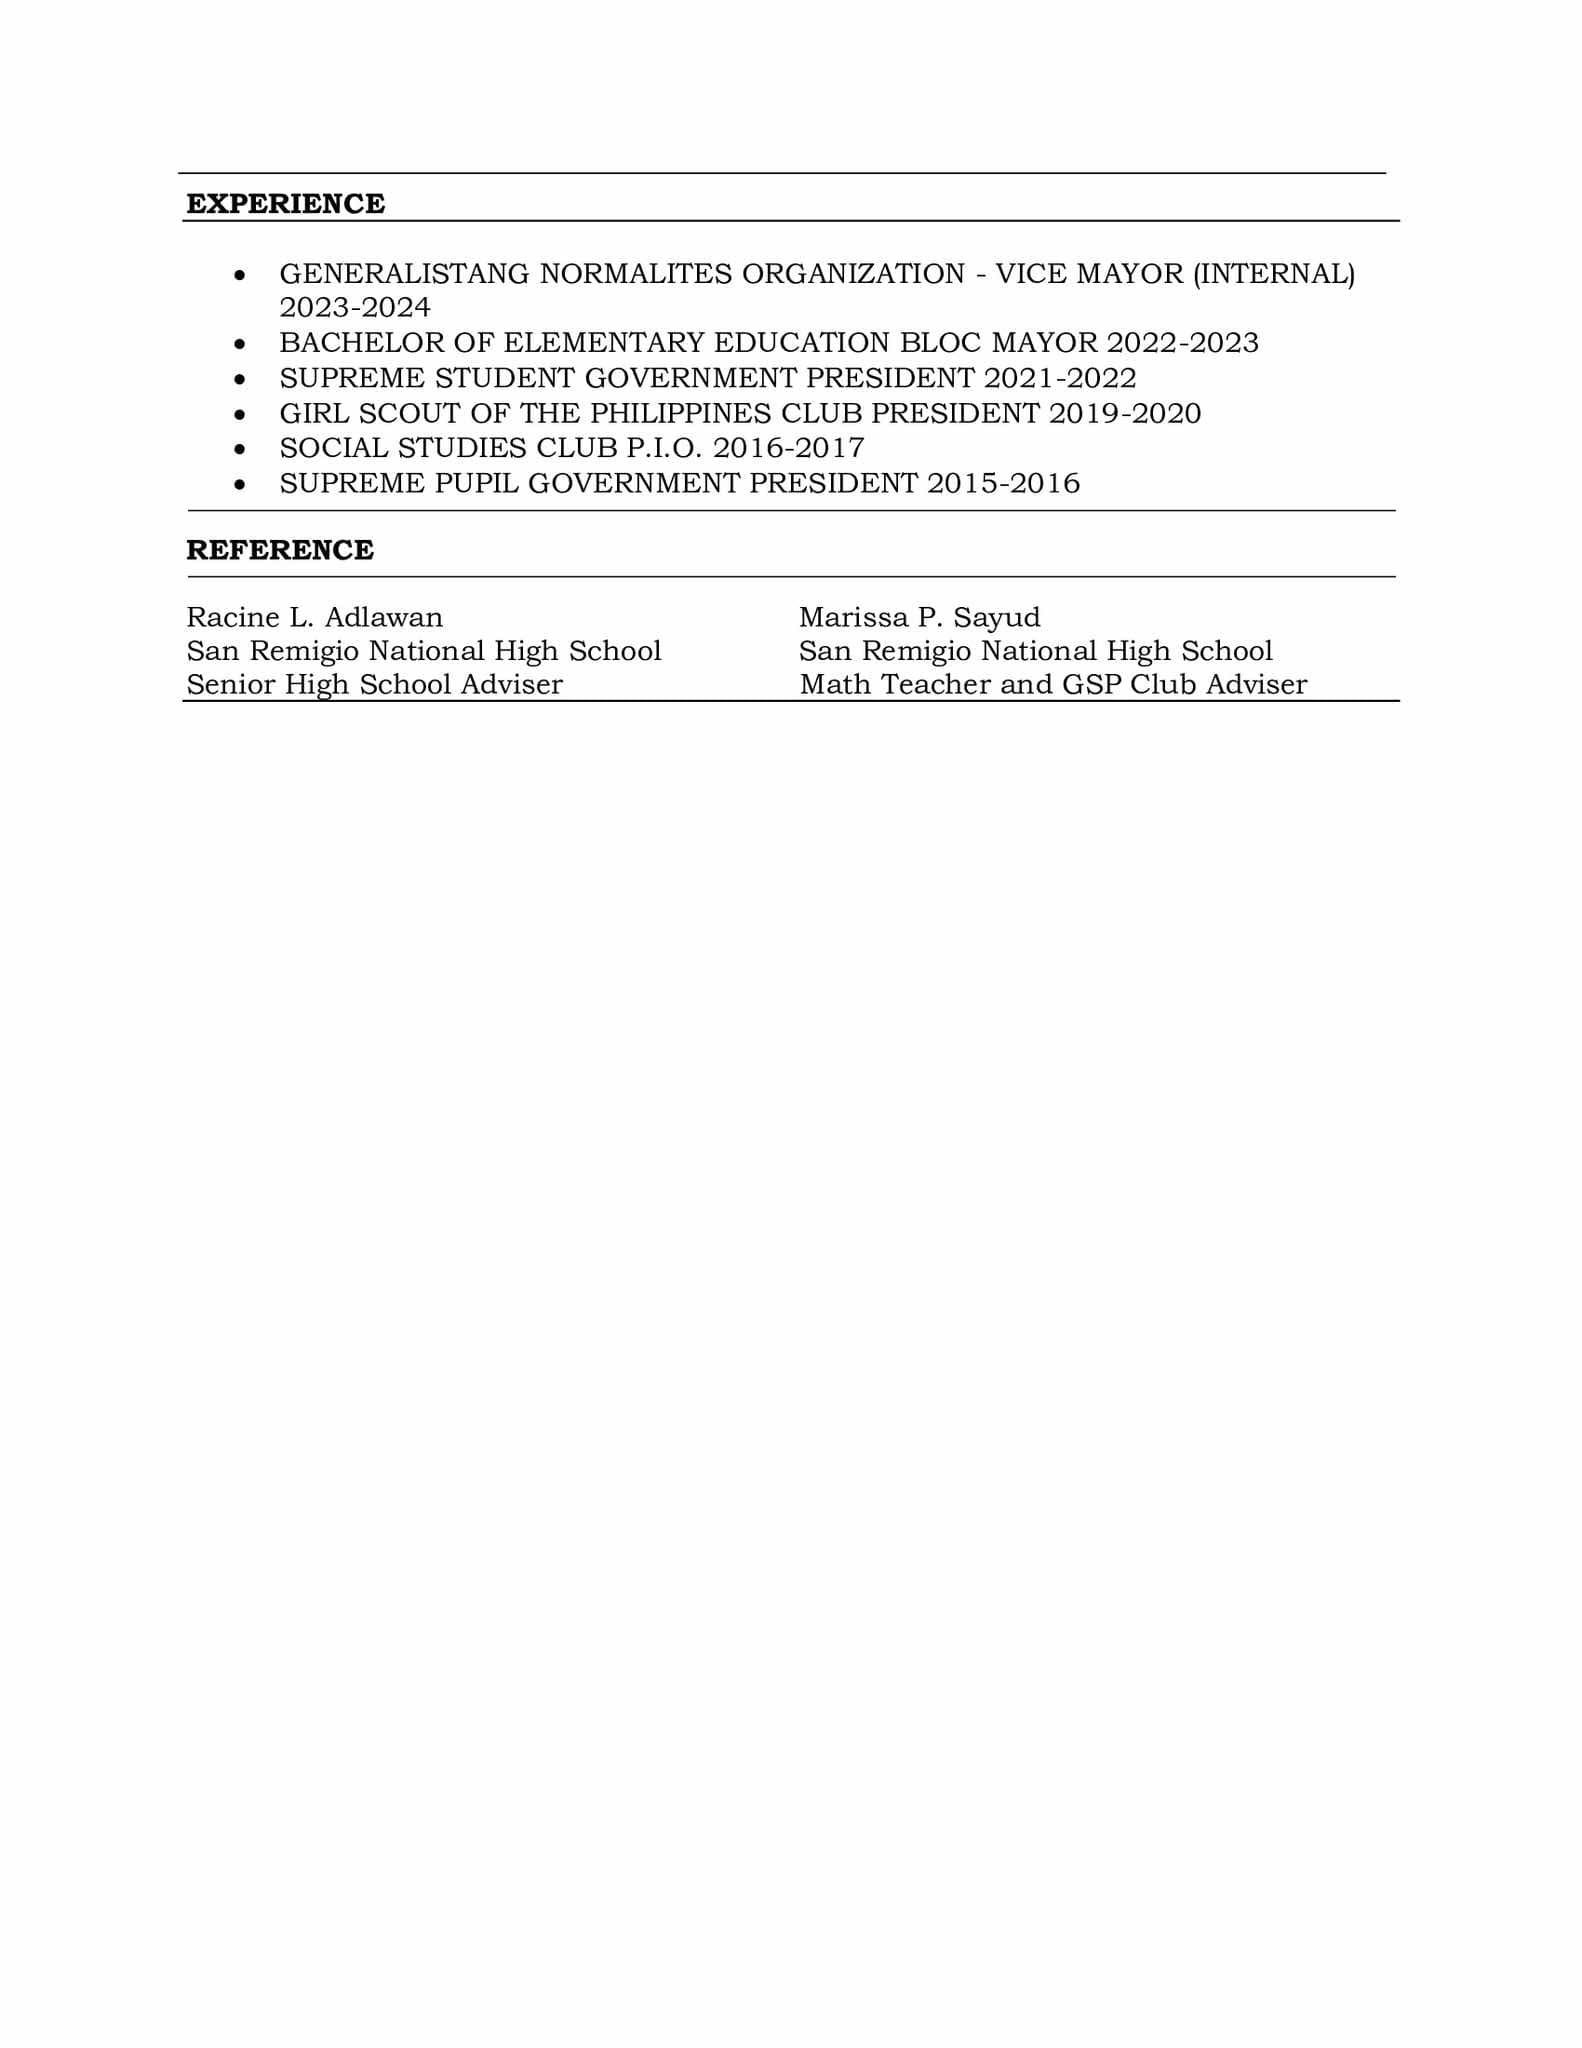 EXPERIENCE
• GENERALISTANG NORMALITES ORGANIZATION - VICE MAYOR (INTERNAL)
2023-2024
• BACHELOR OF ELEMENTARY EDUCATION BLOC MAYOR 2022-2023
• SUPREME STUDENT GOVERNMENT PRESIDENT 2021-2022
• GIRL SCOUT OF THE PHILIPPINES CLUB PRESIDENT 2019-2020
• SOCIAL STUDIES CLUB P.I.O. 2016-2017
• SUPREME PUPIL GOVERNMENT PRESIDENT 2015-2016
REFERENCE
Racine L. Adlawan
San Remigio National High School
Senior High School Adviser
Marissa P. Sayud
San Remigio National High School
Math Teacher and GSP Club Adviser